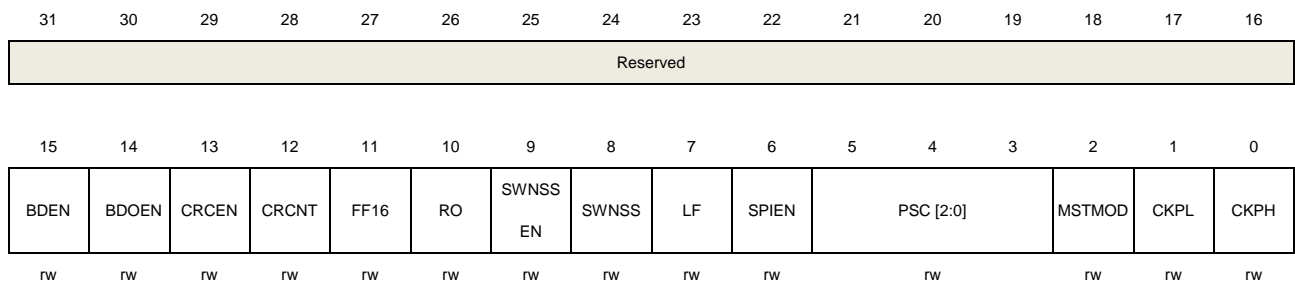 31 30 29 28 27 26 25 24 23 22 21 20 19 18 17 16
Reserved
15 14 13 12 11 10 9 8 7 6 5 4 3 2 1 0
BDEN BDOEN CRCEN CRCNT FF16 RO SWNSS EN SWNSS LF SPIEN PSC [2:0] MSTMOD CKPL CKPH
rw rw rw rw rw rw rw rw rw rw rw rw rw rw